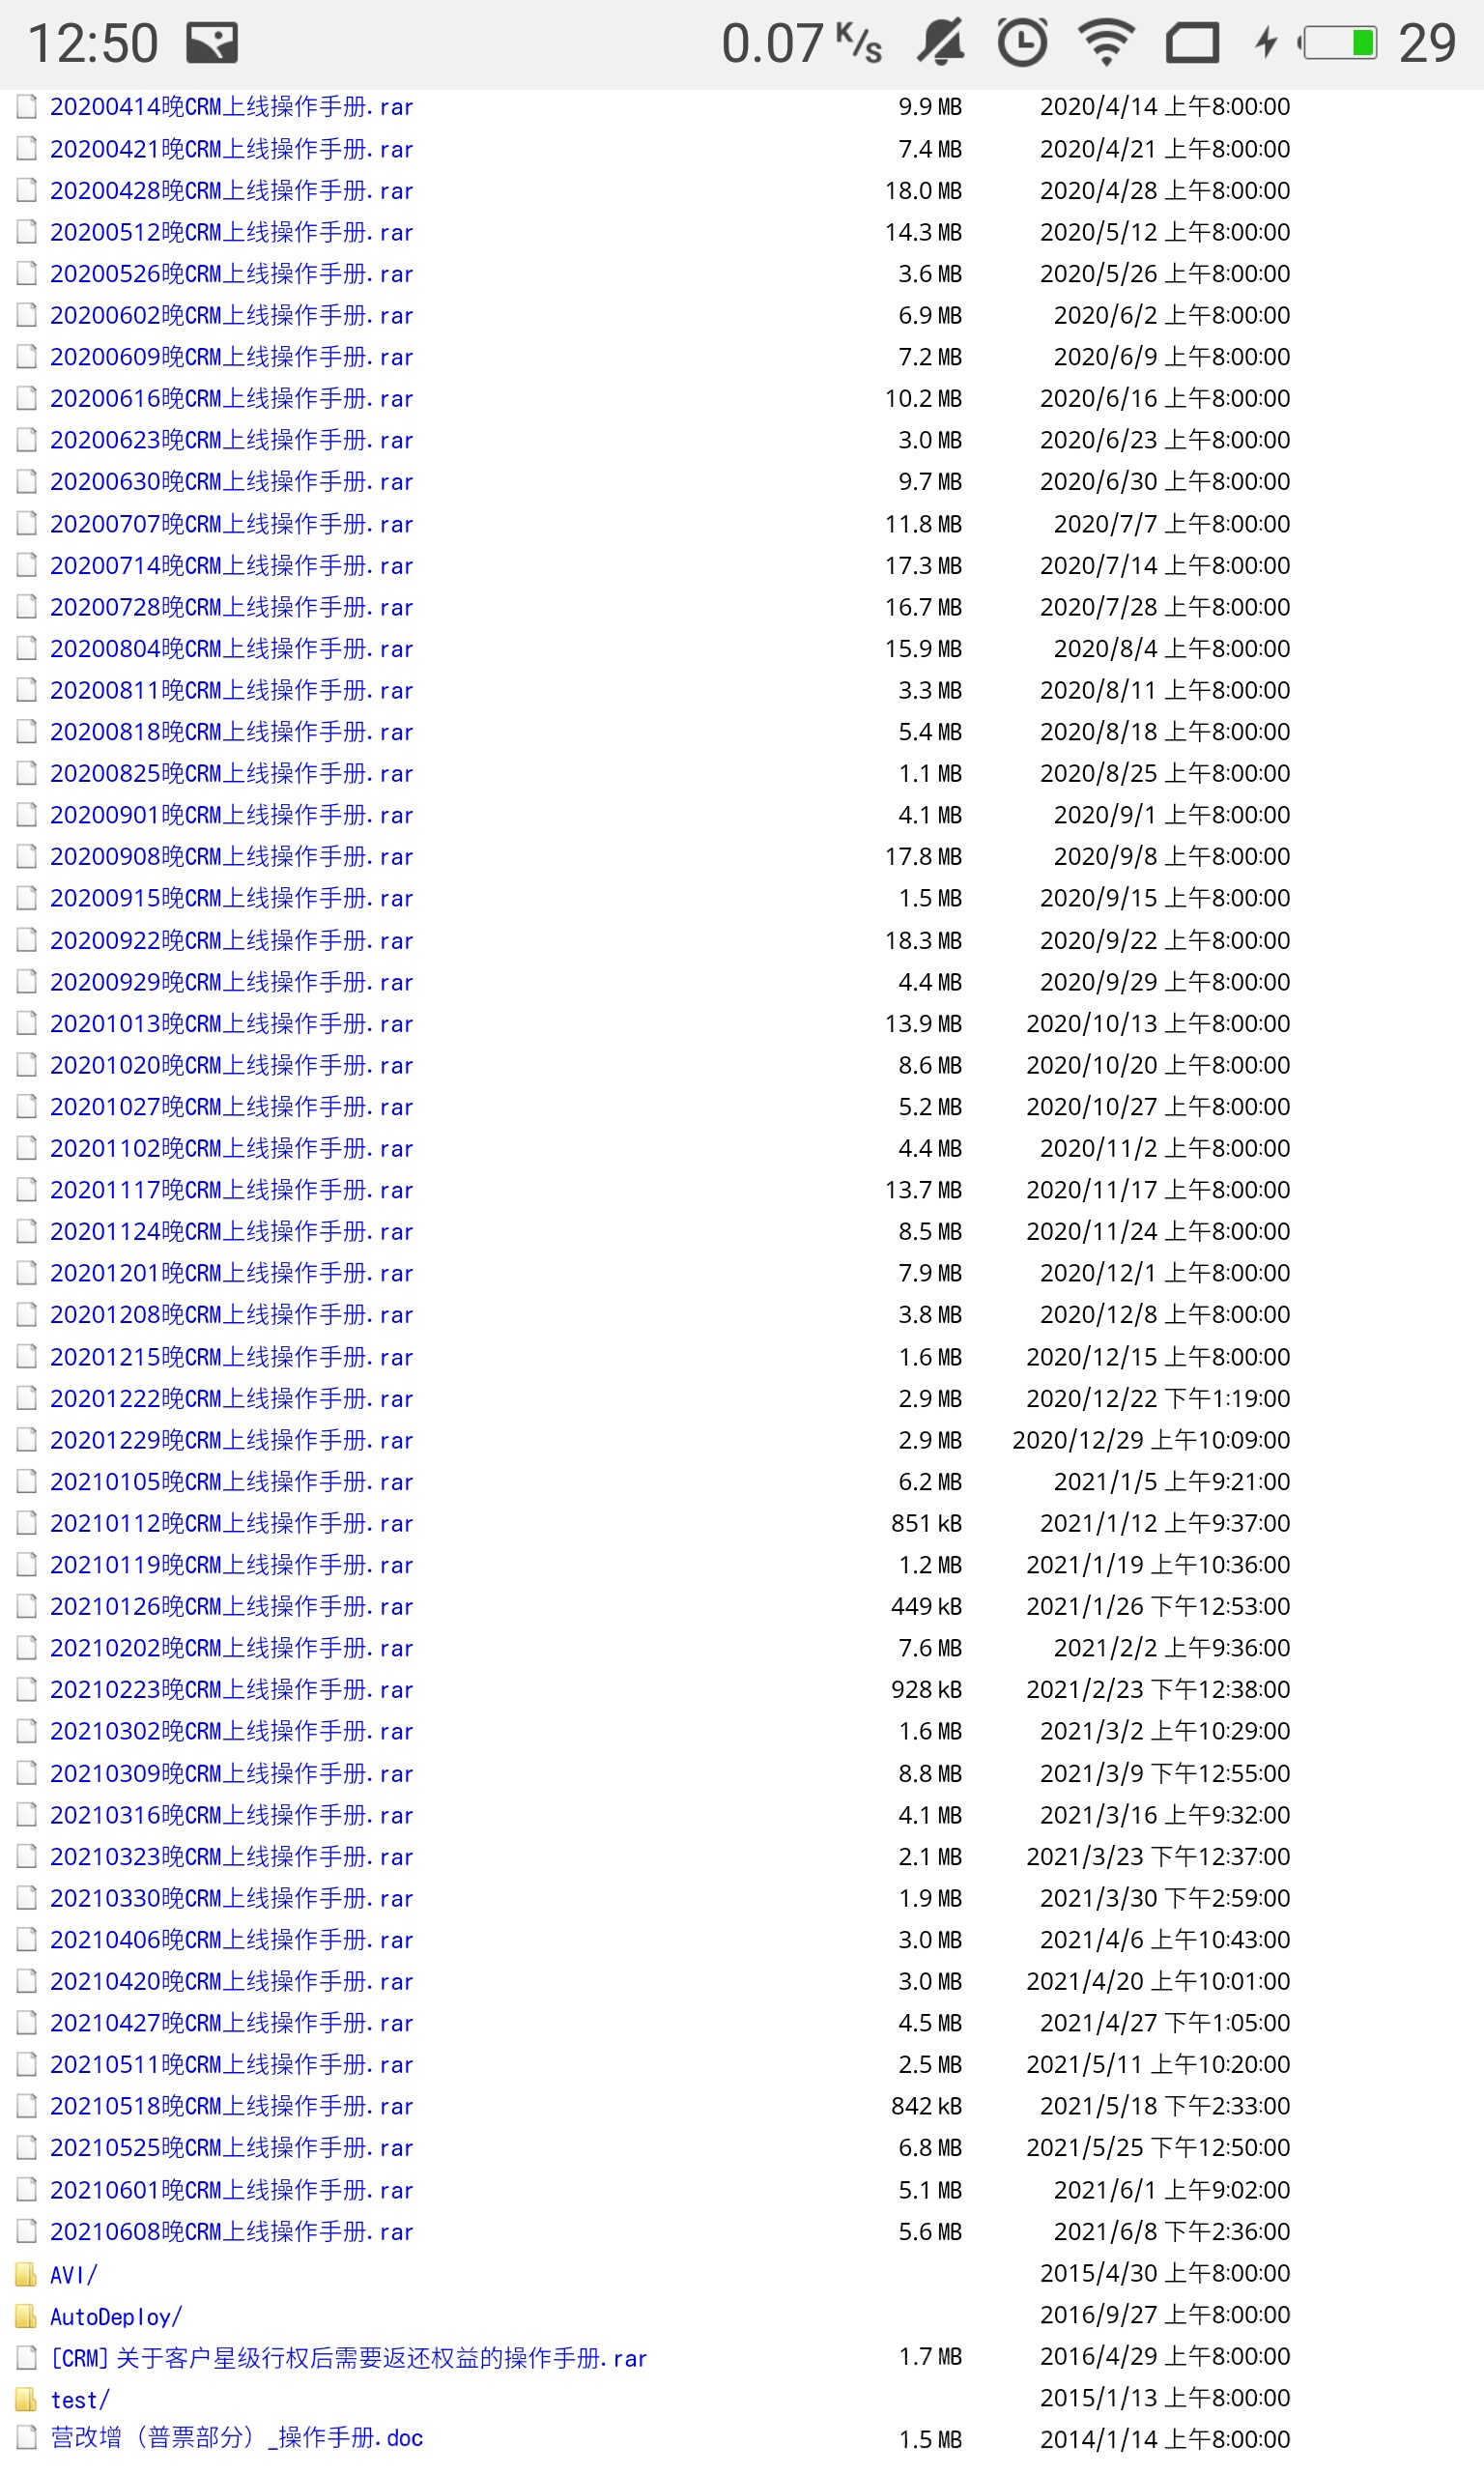 12:50 0.07 K/s 29
20200414晚CRM上线操作手册.rar 9.9 MB 2020/4/14 上午8:00:00
20200421晚CRM上线操作手册.rar 7.4 MB 2020/4/21 上午8:00:00
20200428晚CRM上线操作手册.rar 18.0 MB 2020/4/28 上午8:00:00
20200512晚CRM上线操作手册.rar 14.3 MB 2020/5/12 上午8:00:00
20200526晚CRM上线操作手册.rar 3.6 MB 2020/5/26 上午8:00:00
20200602晚CRM上线操作手册.rar 6.9 MB 2020/6/2 上午8:00:00
20200609晚CRM上线操作手册.rar 7.2 MB 2020/6/9 上午8:00:00
20200616晚CRM上线操作手册.rar 10.2 MB 2020/6/16 上午8:00:00
20200623晚CRM上线操作手册.rar 3.0 MB 2020/6/23 上午8:00:00
20200630晚CRM上线操作手册.rar 9.7 MB 2020/6/30 上午8:00:00
20200707晚CRM上线操作手册.rar 11.8 MB 2020/7/7 上午8:00:00
20200714晚CRM上线操作手册.rar 17.3 MB 2020/7/14 上午8:00:00
20200728晚CRM上线操作手册.rar 16.7 MB 2020/7/28 上午8:00:00
20200804晚CRM上线操作手册.rar 15.9 MB 2020/8/4 上午8:00:00
20200811晚CRM上线操作手册.rar 3.3 MB 2020/8/11 上午8:00:00
20200818晚CRM上线操作手册.rar 5.4 MB 2020/8/18 上午8:00:00
20200825晚CRM上线操作手册.rar 1.1 MB 2020/8/25 上午8:00:00
20200901晚CRM上线操作手册.rar 4.1 MB 2020/9/1 上午8:00:00
20200908晚CRM上线操作手册.rar 17.8 MB 2020/9/8 上午8:00:00
20200915晚CRM上线操作手册.rar 1.5 MB 2020/9/15 上午8:00:00
20200922晚CRM上线操作手册.rar 18.3 MB 2020/9/22 上午8:00:00
20200929晚CRM上线操作手册.rar 4.4 MB 2020/9/29 上午8:00:00
20201013晚CRM上线操作手册.rar 13.9 MB 2020/10/13 上午8:00:00
20201020晚CRM上线操作手册.rar 8.6 MB 2020/10/20 上午8:00:00
20201027晚CRM上线操作手册.rar 5.2 MB 2020/10/27 上午8:00:00
20201102晚CRM上线操作手册.rar 4.4 MB 2020/11/2 上午8:00:00
20201117晚CRM上线操作手册.rar 13.7 MB 2020/11/17 上午8:00:00
20201124晚CRM上线操作手册.rar 8.5 MB 2020/11/24 上午8:00:00
20201201晚CRM上线操作手册.rar 7.9 MB 2020/12/1 上午8:00:00
20201208晚CRM上线操作手册.rar 3.8 MB 2020/12/8 上午8:00:00
20201215晚CRM上线操作手册.rar 1.6 MB 2020/12/15 上午8:00:00
20201222晚CRM上线操作手册.rar 2.9 MB 2020/12/22 下午1:19:00
20201229晚CRM上线操作手册.rar 2.9 MB 2020/12/29 上午10:09:00
20210105晚CRM上线操作手册.rar 6.2 MB 2021/1/5 上午9:21:00
20210112晚CRM上线操作手册.rar 851 kB 2021/1/12 上午9:37:00
20210119晚CRM上线操作手册.rar 1.2 MB 2021/1/19 上午10:36:00
20210126晚CRM上线操作手册.rar 449 kB 2021/1/26 下午12:53:00
20210202晚CRM上线操作手册.rar 7.6 MB 2021/2/2 上午9:36:00
20210223晚CRM上线操作手册.rar 928 kB 2021/2/23 下午12:38:00
20210302晚CRM上线操作手册.rar 1.6 MB 2021/3/2 上午10:29:00
20210309晚CRM上线操作手册.rar 8.8 MB 2021/3/9 下午12:55:00
20210316晚CRM上线操作手册.rar 4.1 MB 2021/3/16 上午9:32:00
20210323晚CRM上线操作手册.rar 2.1 MB 2021/3/23 下午12:37:00
20210330晚CRM上线操作手册.rar 1.9 MB 2021/3/30 下午2:59:00
20210406晚CRM上线操作手册.rar 3.0 MB 2021/4/6 上午10:43:00
20210420晚CRM上线操作手册.rar 3.0 MB 2021/4/20 上午10:01:00
20210427晚CRM上线操作手册.rar 4.5 MB 2021/4/27 下午1:05:00
20210511晚CRM上线操作手册.rar 2.5 MB 2021/5/11 上午10:20:00
20210518晚CRM上线操作手册.rar 842 kB 2021/5/18 下午2:33:00
20210525晚CRM上线操作手册.rar 6.8 MB 2021/5/25 下午12:50:00
20210601晚CRM上线操作手册.rar 5.1 MB 2021/6/1 上午9:02:00
20210608晚CRM上线操作手册.rar 5.6 MB 2021/6/8 下午2:36:00
AVI/ 2015/4/30 上午8:00:00
AutoDeploy/ 2016/9/27 上午8:00:00
[CRM]关于客户星级行权后需要返还权益的操作手册.rar 1.7 MB 2016/4/29 上午8:00:00
test/ 2015/1/13 上午8:00:00
营改增（普票部分）_操作手册.doc 1.5 MB 2014/1/14 上午8:00:00